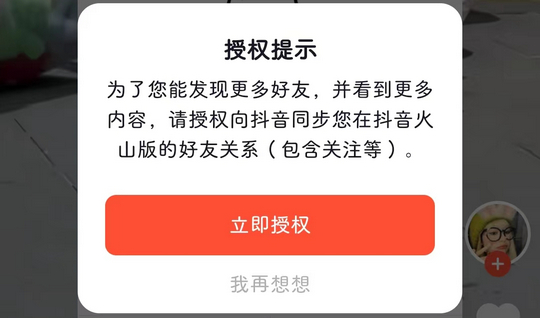 授权提示
为了您能发现更多好友，并看到更多
内容，请授权向抖音同步您在抖音火
山版的好友关系（包含关注等）。
立即授权
我再想想